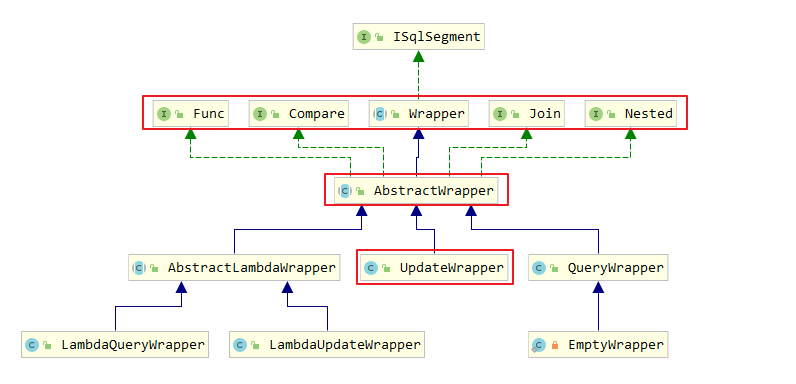 I ISqlSegment
I Func
I Compare
C Wrapper
I Join
I Nested
C AbstractWrapper
C AbstractLambdaWrapper
C UpdateWrapper
C QueryWrapper
C LambdaQueryWrapper
C LambdaUpdateWrapper
C EmptyWrapper